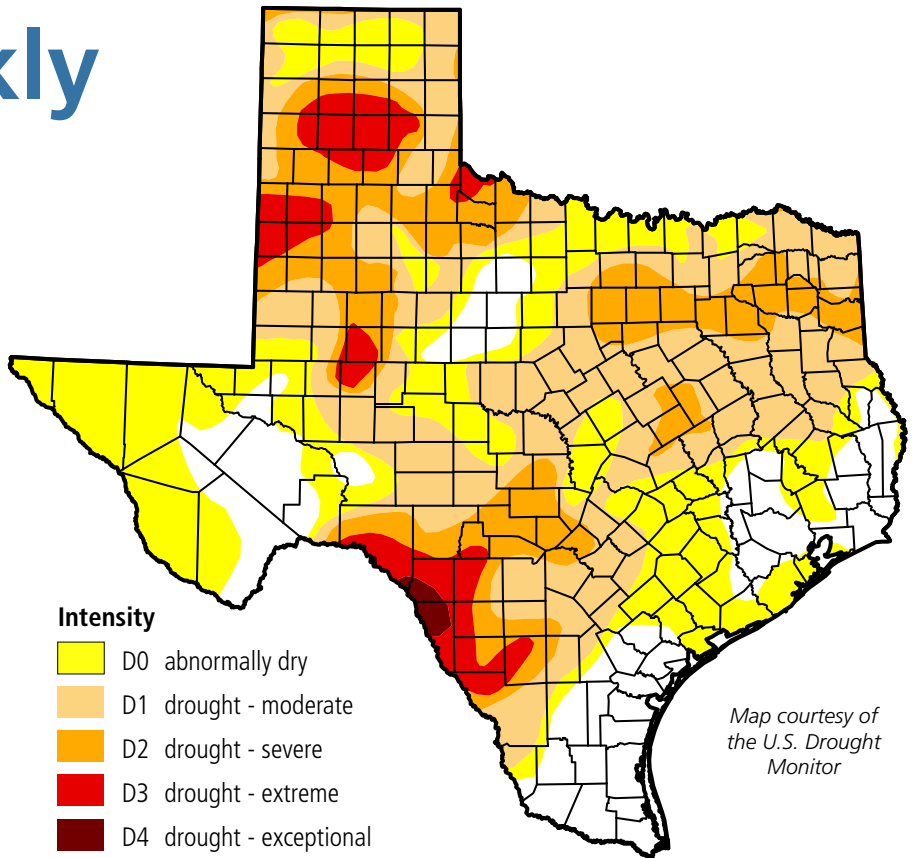 kly
Intensity
D0 abnormally dry
D1 drought - moderate
D2 drought - severe
D3 drought - extreme
D4 drought - exceptional
Map courtesy of
the U.S. Drought
Monitor